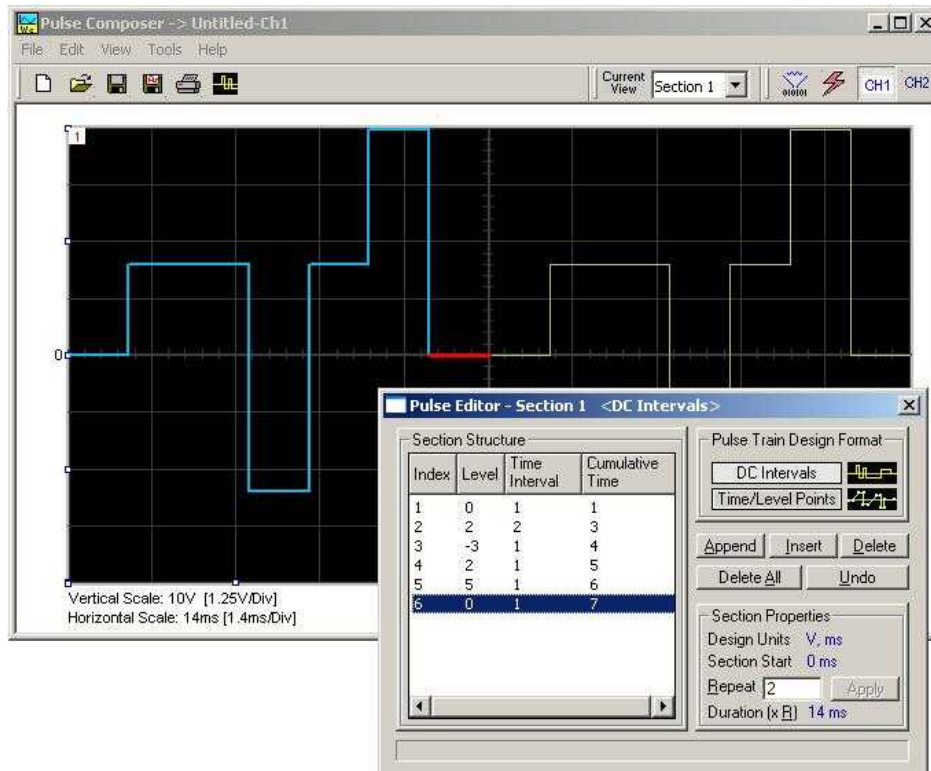 Pulse Composer -> Untitled-Ch1
File Edit View Tools Help
Current View Section 1 CH1 CH2
1
0
Vertical Scale: 10V [1.25V/Div]
Horizontal Scale: 14ms [1.4ms/Div]
Pulse Editor - Section 1 <DC Intervals>
Section Structure
Index Level Time Interval Cumulative Time
1 0 1 1
2 2 2 3
3 -3 1 4
4 2 1 5
5 5 1 6
6 0 1 7
Pulse Train Design Format
DC Intervals
Time/Level Points
Append Insert Delete
Delete All Undo
Section Properties
Design Units V, ms
Section Start 0 ms
Repeat 2 Apply
Duration (x R) 14 ms